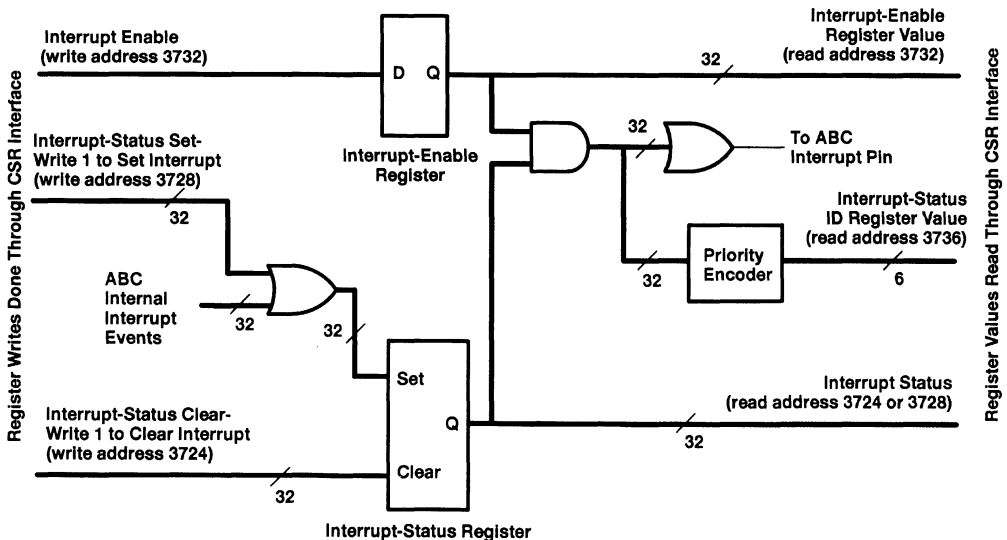 Interrupt Enable
(write address 3732)
D Q
Interrupt-Enable
Register
32
Interrupt-Enable
Register Value
(read address 3732)
Interrupt-Status Set-
Write 1 to Set Interrupt
(write address 3728)
32
32
To ABC
Interrupt Pin
ABC
Internal
Interrupt
Events
32
32
32
Priority
Encoder
Interrupt-Status
ID Register Value
(read address 3736)
6
Interrupt-Status Clear-
Write 1 to Clear Interrupt
(write address 3724)
32
Set
Q
Clear
Interrupt-Status Register
Interrupt Status
(read address 3724 or 3728)
32
Register Writes Done Through CSR Interface
Register Values Read Through CSR Interface